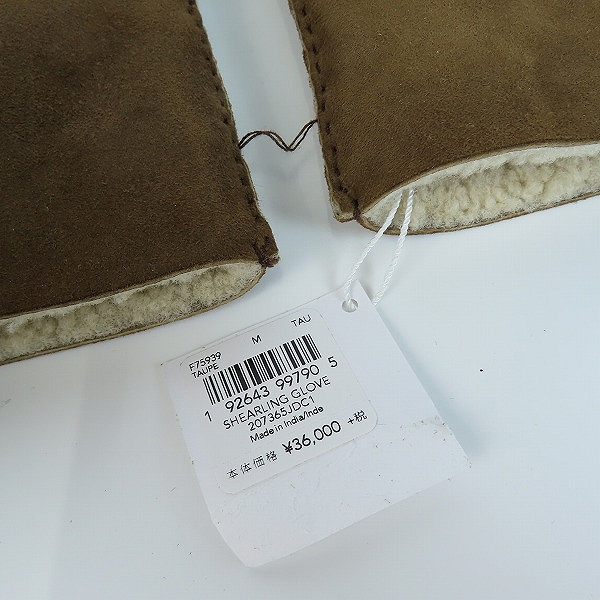 F75939 M TAU
TAUPE
1 92643 99790 5
SHEARLING GLOVE
207365JDC1
Made in India/Inde
本体価格 ¥36,000 +税